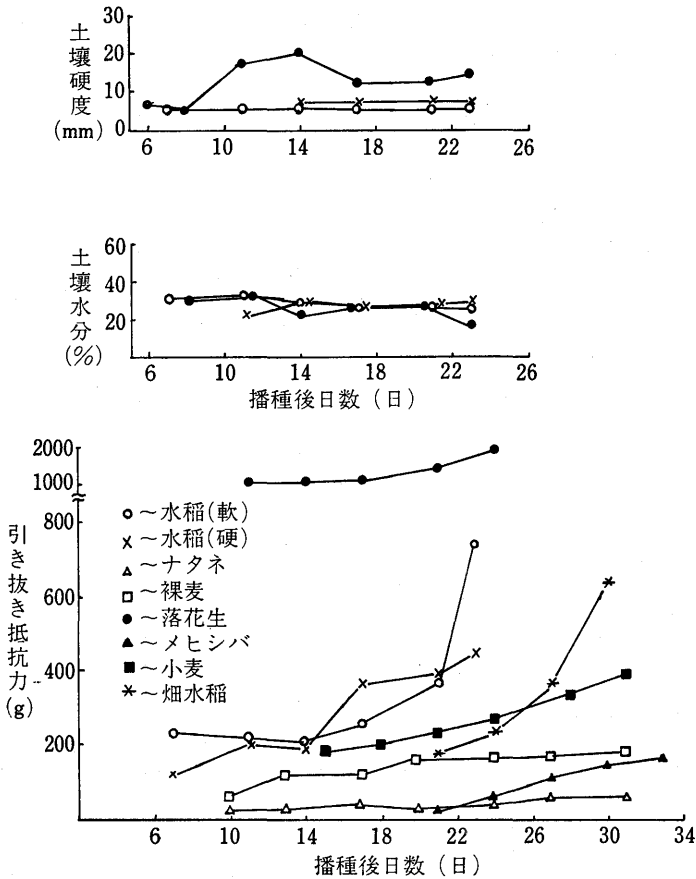 土壌硬度(mm)
30
20
10
0
6 10 14 18 22 26
土壌水分(%)
60
40
20
6 10 14 18 22 26
播種後日数(日)
引き抜き抵抗力(g)
2000
1000
800
600
400
200
○~水稲(軟)
×~水稲(硬)
△~ナタネ
□~裸麦
●~落花生
▲~メヒシバ
■~小麦
*~畑水稲
6 10 14 18 22 26 30 34
播種後日数(日)